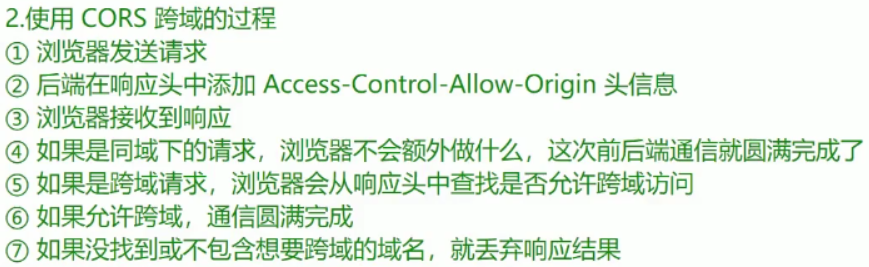 2.使用 CORS 跨域的过程
① 浏览器发送请求
② 后端在响应头中添加 Access-Control-Allow-Origin 头信息
③ 浏览器接收到响应
④ 如果是同域下的请求，浏览器不会额外做什么，这次前后端通信就圆满完成了
⑤ 如果是跨域请求，浏览器会从响应头中查找是否允许跨域访问
⑥ 如果允许跨域，通信圆满完成
⑦ 如果没找到或不包含想要跨域的域名，就丢弃响应结果